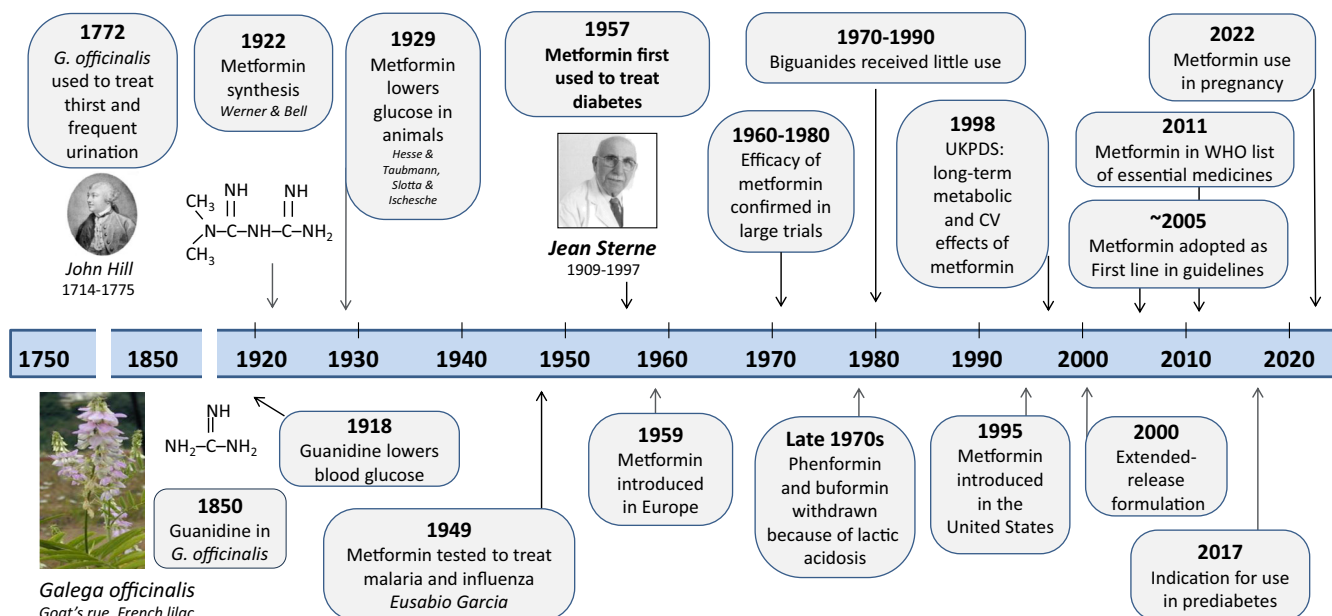 1772
G. officinalis
used to treat
thirst and
frequent
urination
John Hill
1714-1775
1922
Metformin
synthesis
Werner & Bell
NH NH
CH₃
N–C–NH–C–NH₂
CH₃
1929
Metformin
lowers
glucose in
animals
Hesse &
Taubmann,
Slotta &
Ischesche
1957
Metformin first
used to treat
diabetes
Jean Sterne
1909-1997
1960-1980
Efficacy of
metformin
confirmed in
large trials
1970-1990
Biguanides received little use
1998
UKPDS:
long-term
metabolic
and CV
effects of
metformin
2022
Metformin use
in pregnancy
2011
Metformin in WHO list
of essential medicines
~2005
Metformin adopted as
First line in guidelines
1750 1850 1920 1930 1940 1950 1960 1970 1980 1990 2000 2010 2020
Galega officinalis
Goat's rue, French lilac
NH
NH₂–C–NH₂
1850
Guanidine in
G. officinalis
1918
Guanidine lowers
blood glucose
1949
Metformin tested to treat
malaria and influenza
Eusabio Garcia
1959
Metformin
introduced
in Europe
Late 1970s
Phenformin
and buformin
withdrawn
because of lactic
acidosis
1995
Metformin
introduced
in the
United States
2000
Extended-
release
formulation
2017
Indication for use
in prediabetes